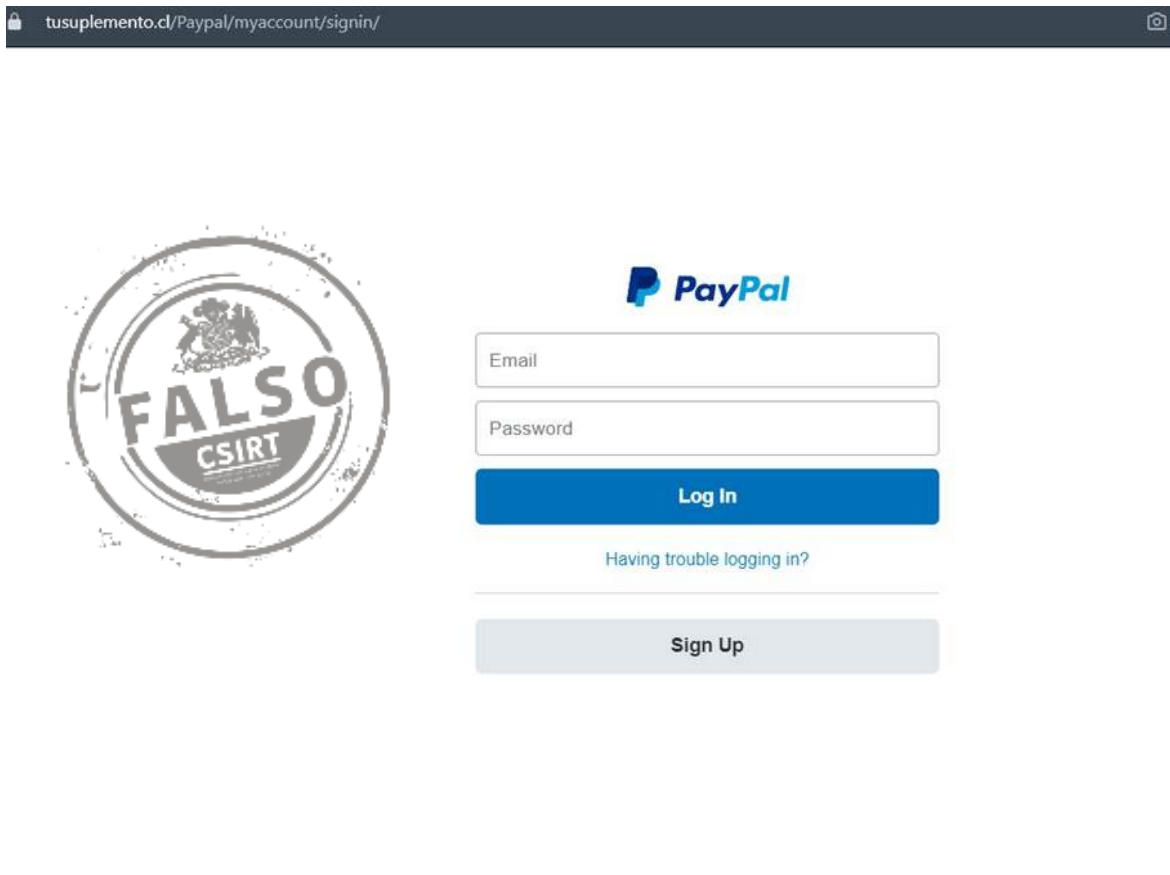 tusuplemento.cl/Paypal/myaccount/signin/
FALSO
CSIRT
PayPal
Email
Password
Log In
Having trouble logging in?
Sign Up